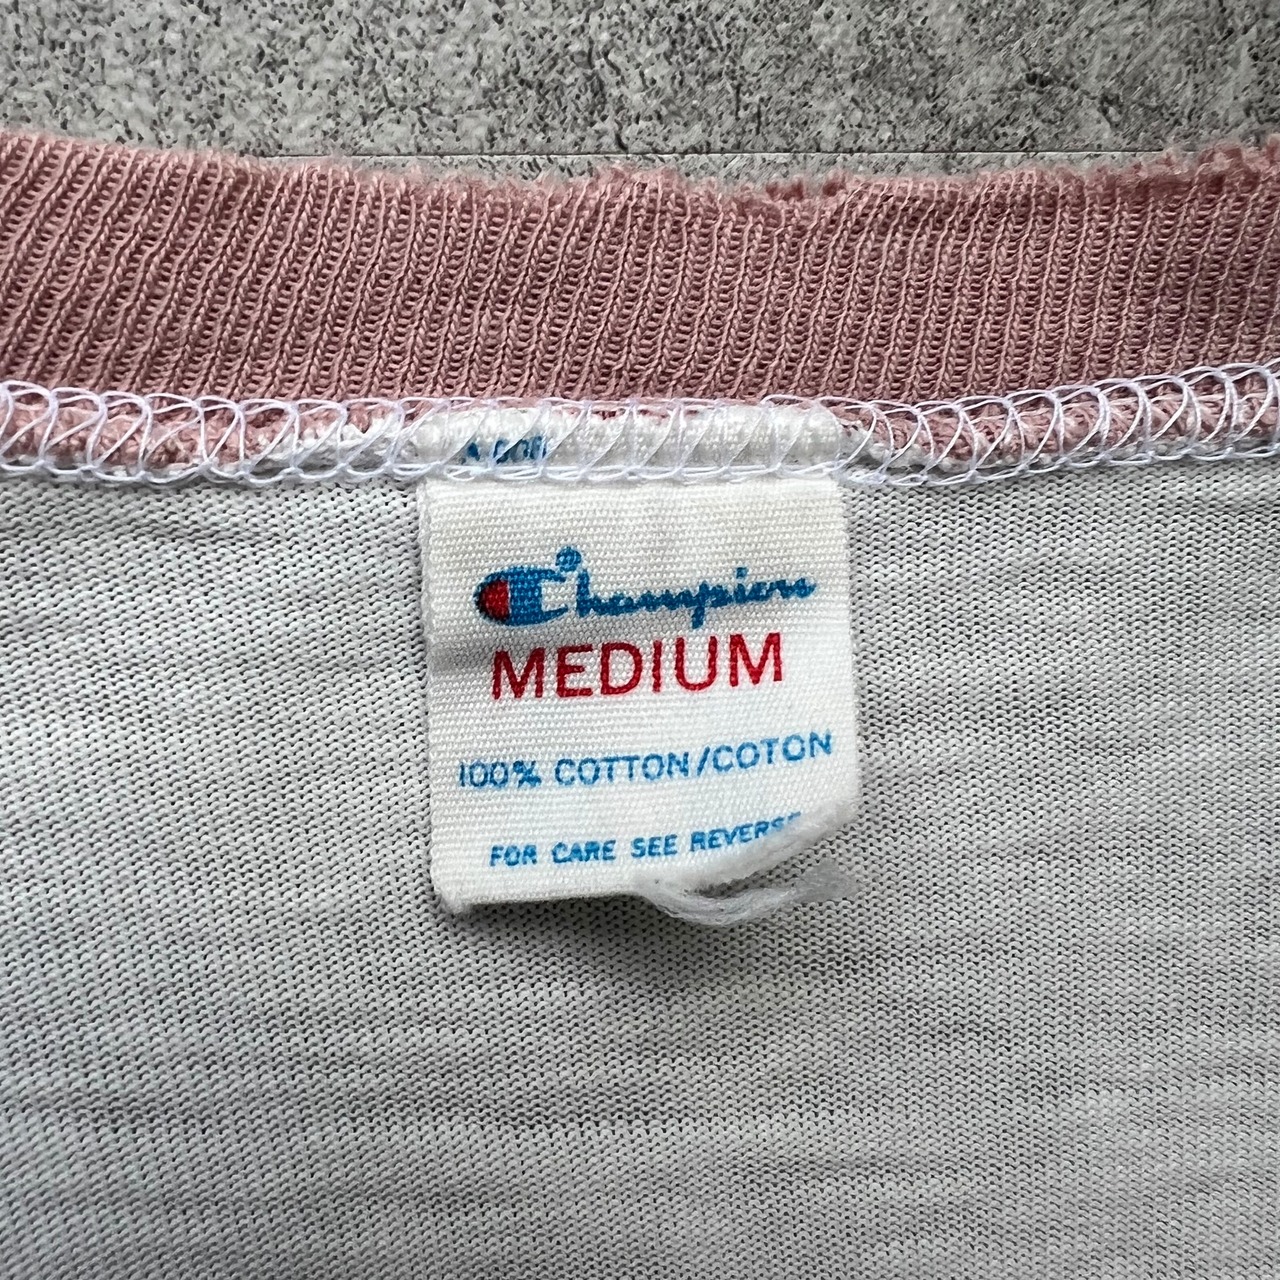 Champion
MEDIUM
100% COTTON/COTON
FOR CARE SEE REVERSE